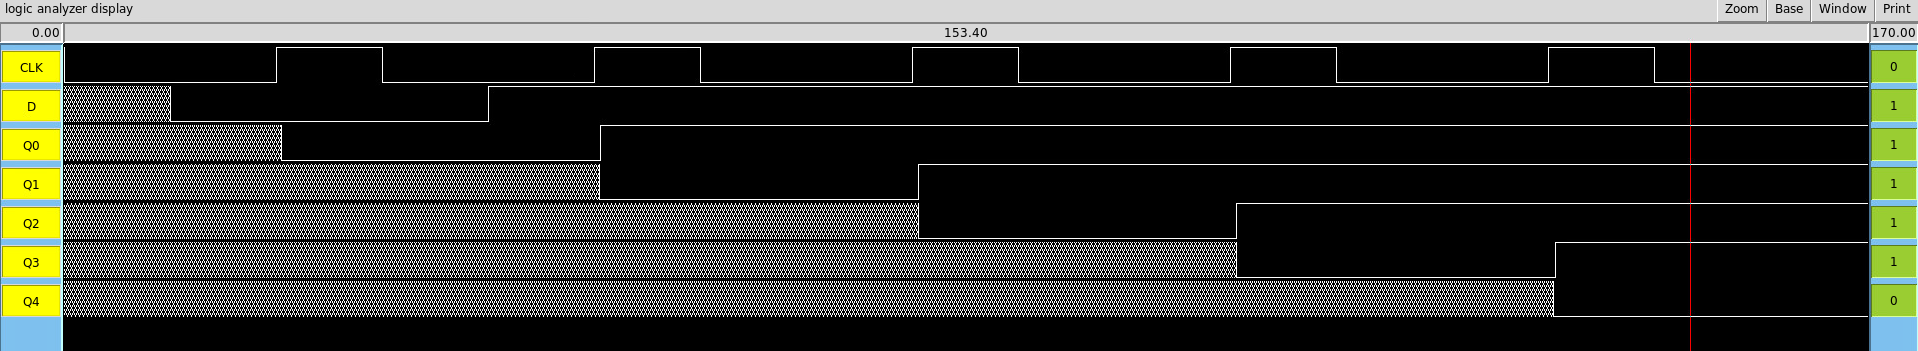 logic analyzer display Zoom Base Window Print
0.00 153.40 170.00
CLK 0
D 1
Q0 1
Q1 1
Q2 1
Q3 1
Q4 0